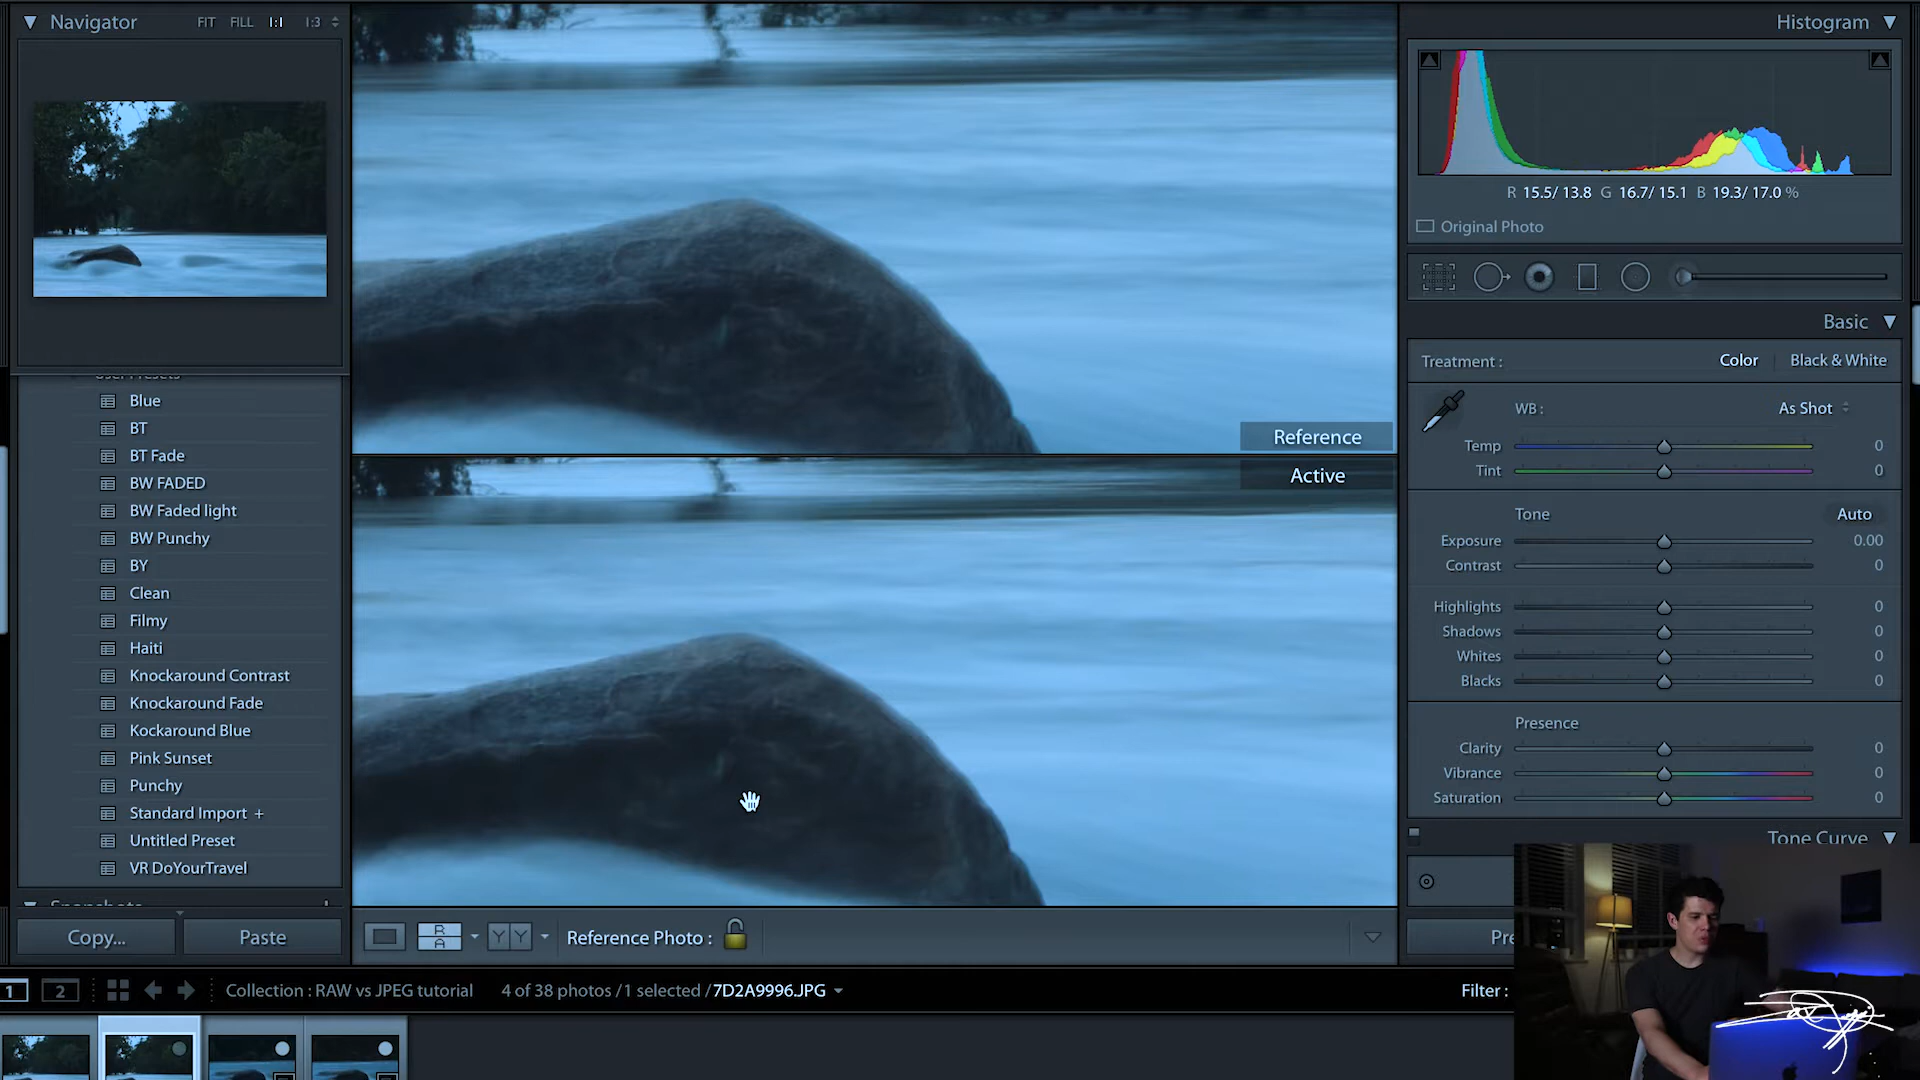 Navigator FIT FILL 1:1 1:3
Histogram
R 15.5/ 13.8 G 16.7/ 15.1 B 19.3/ 17.0 %
Original Photo
Basic
Treatment : Color Black & White
WB : As Shot
Temp 0
Tint 0
Tone Auto
Exposure 0.00
Contrast 0
Highlights 0
Shadows 0
Whites 0
Blacks 0
Presence
Clarity 0
Vibrance 0
Saturation 0
Tone Curve
Reference
Active
User Presets
Blue
BT
BT Fade
BW FADED
BW Faded light
BW Punchy
BY
Clean
Filmy
Haiti
Knockaround Contrast
Knockaround Fade
Kockaround Blue
Pink Sunset
Punchy
Standard Import +
Untitled Preset
VR DoYourTravel
Snapshots
Copy... Paste
R A Y Y Reference Photo :
Pre
1 2 Collection : RAW vs JPEG tutorial 4 of 38 photos /1 selected /7D2A9996.JPG Filter :